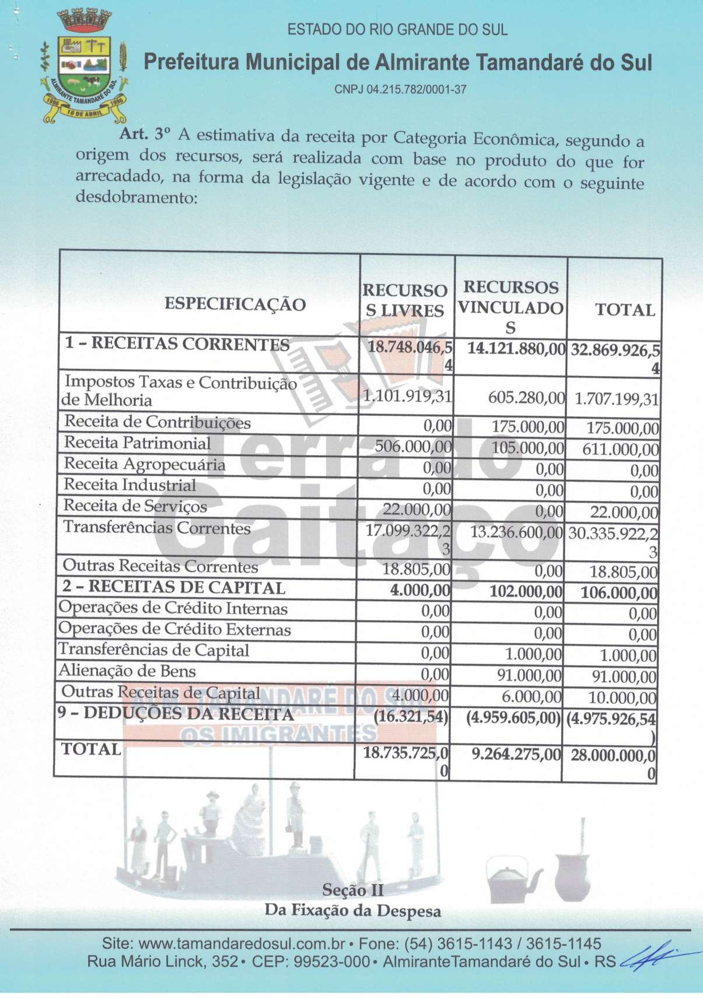 ESTADO DO RIO GRANDE DO SUL
Prefeitura Municipal de Almirante Tamandaré do Sul
CNPJ 04.215.782/0001-37
ALMIRANTE TAMANDARÉ DO SUL
1996 16 DE ABRIL 1996
Art. 3º A estimativa da receita por Categoria Econômica, segundo a
origem dos recursos, será realizada com base no produto do que for
arrecadado, na forma da legislação vigente e de acordo com o seguinte
desdobramento:
ESPECIFICAÇÃO
RECURSO
S LIVRES
RECURSOS
VINCULADO
S
TOTAL
1 – RECEITAS CORRENTES 18.748.046,5 14.121.880,00 32.869.926,5
4 4
Impostos Taxas e Contribuição
de Melhoria 1.101.919,31 605.280,00 1.707.199,31
Receita de Contribuições 0,00 175.000,00 175.000,00
Receita Patrimonial 506.000,00 105.000,00 611.000,00
Receita Agropecuária 0,00 0,00 0,00
Receita Industrial 0,00 0,00 0,00
Receita de Serviços 22.000,00 0,00 22.000,00
Transferências Correntes 17.099.322,2 13.236.600,00 30.335.922,2
3 3
Outras Receitas Correntes 18.805,00 0,00 18.805,00
2 – RECEITAS DE CAPITAL 4.000,00 102.000,00 106.000,00
Operações de Crédito Internas 0,00 0,00 0,00
Operações de Crédito Externas 0,00 0,00 0,00
Transferências de Capital 0,00 1.000,00 1.000,00
Alienação de Bens 0,00 91.000,00 91.000,00
Outras Receitas de Capital 4.000,00 6.000,00 10.000,00
9 – DEDUÇÕES DA RECEITA (16.321,54) (4.959.605,00) (4.975.926,54
)
TOTAL 18.735.725,0 9.264.275,00 28.000.000,0
0 0
Terra do
Gaitaço
ALM. TAMANDARÉ DO SUL
OS IMIGRANTES
Seção II
Da Fixação da Despesa
Site: www.tamandaredosul.com.br • Fone: (54) 3615-1143 / 3615-1145
Rua Mário Linck, 352 • CEP: 99523-000 • AlmiranteTamandaré do Sul • RS